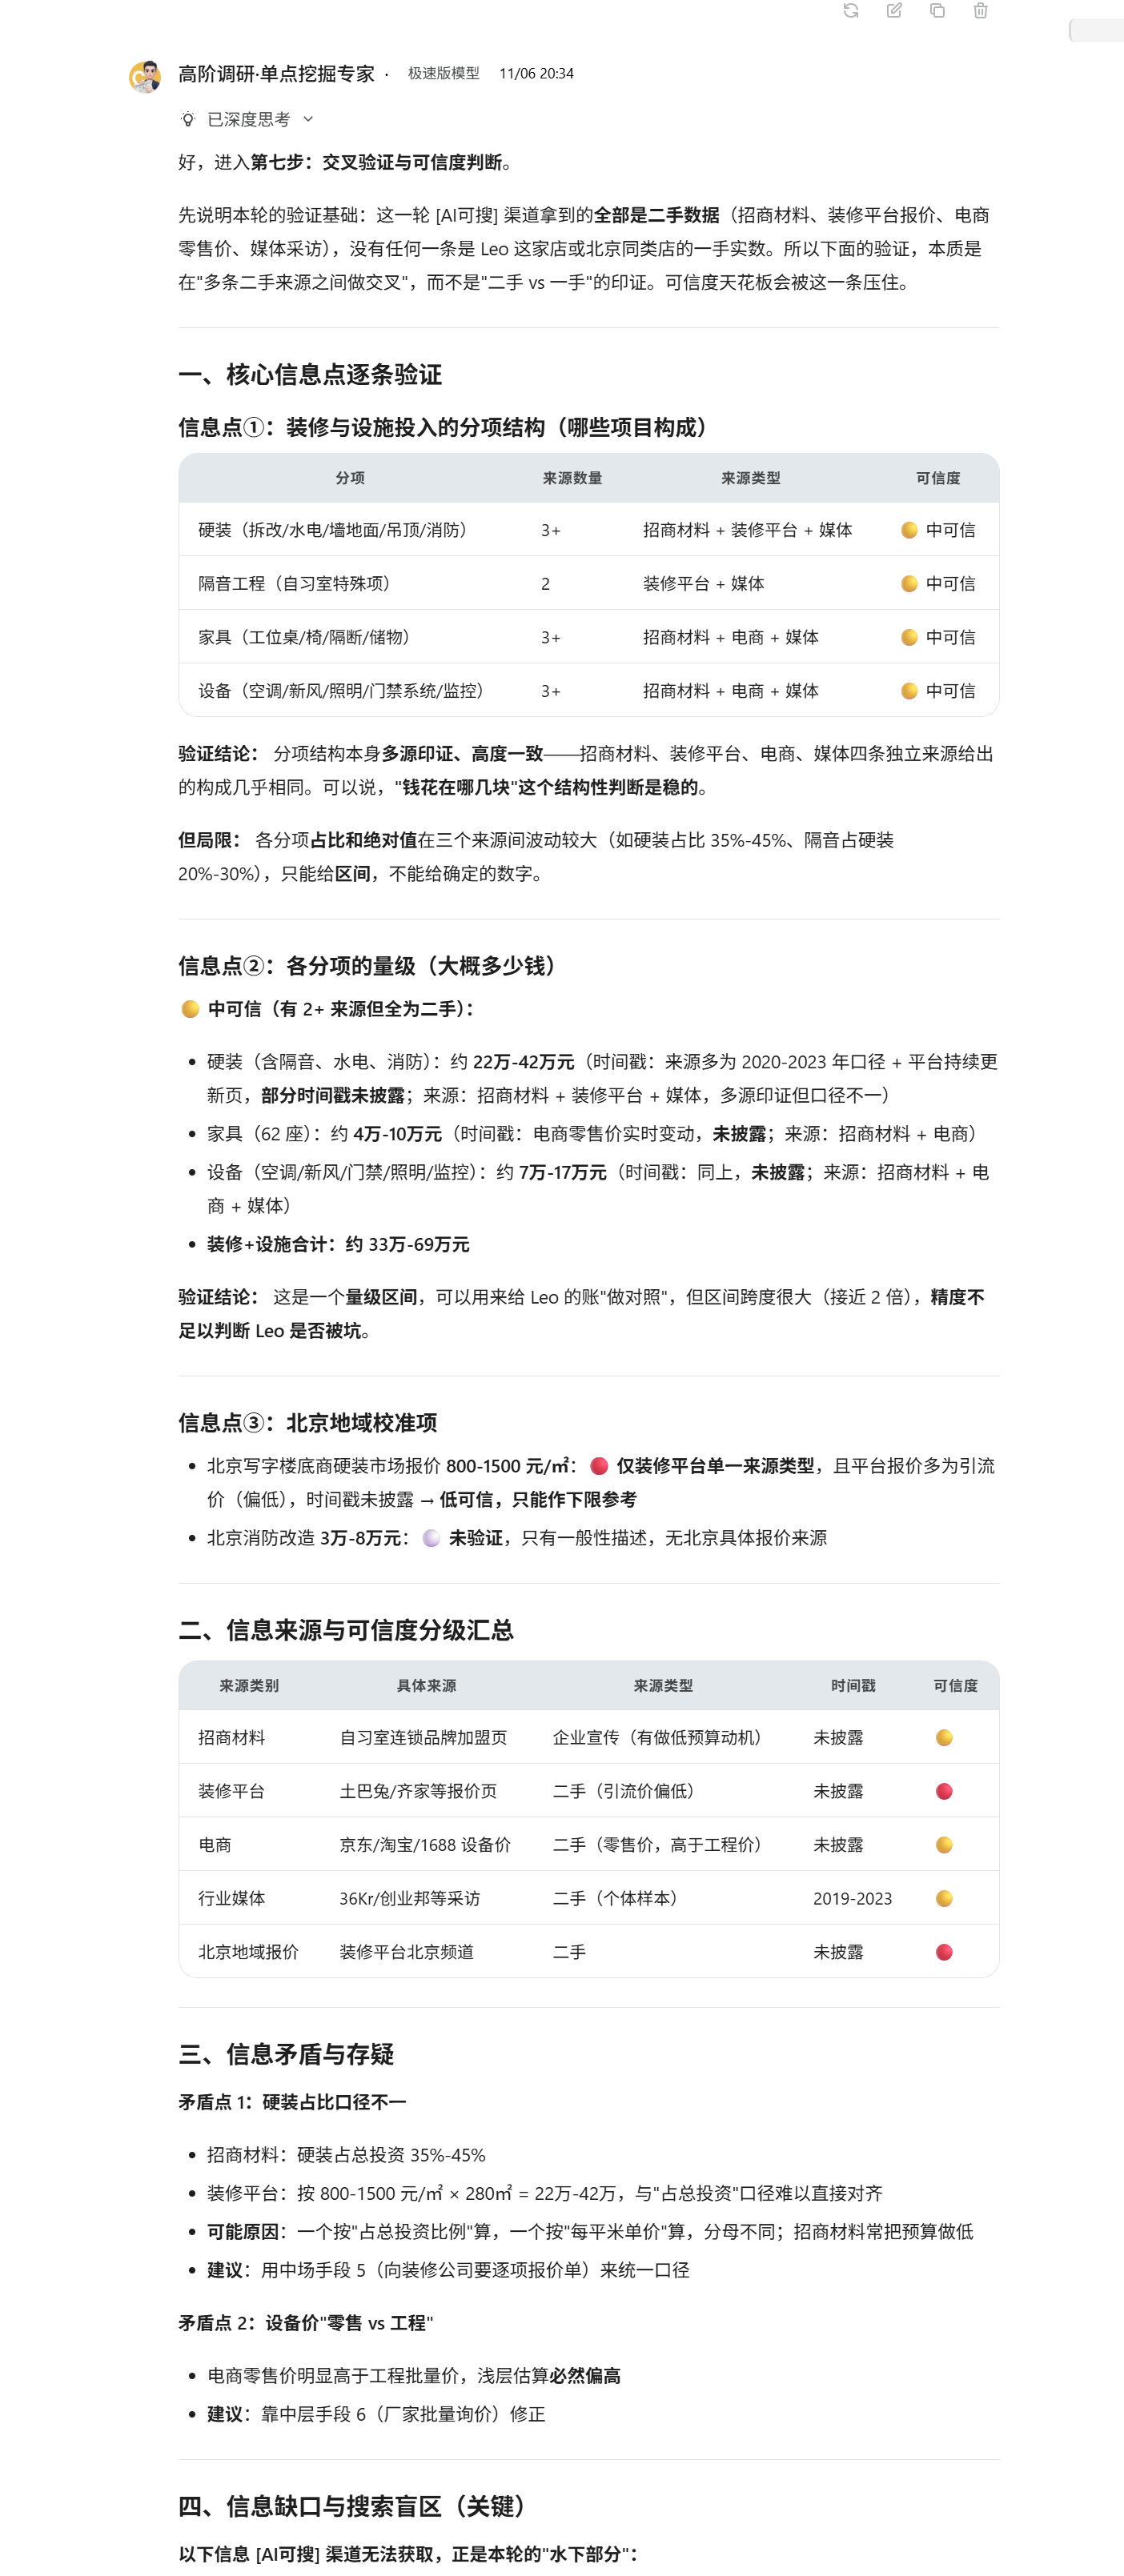 高阶调研·单点挖掘专家 · 极速版模型 11/06 20:34
已深度思考
好，进入第七步：交叉验证与可信度判断。
先说明本轮的验证基础：这一轮 [AI可搜] 渠道拿到的全部是二手数据（招商材料、装修平台报价、电商
零售价、媒体采访），没有任何一条是 Leo 这家店或北京同类店的一手实数。所以下面的验证，本质是
在"多条二手来源之间做交叉"，而不是"二手 vs 一手"的印证。可信度天花板会被这一条压住。
一、核心信息点逐条验证
信息点①：装修与设施投入的分项结构（哪些项目构成）
分项 来源数量 来源类型 可信度
硬装（拆改/水电/墙地面/吊顶/消防） 3+ 招商材料 + 装修平台 + 媒体 中可信
隔音工程（自习室特殊项） 2 装修平台 + 媒体 中可信
家具（工位桌/椅/隔断/储物） 3+ 招商材料 + 电商 + 媒体 中可信
设备（空调/新风/照明/门禁系统/监控） 3+ 招商材料 + 电商 + 媒体 中可信
验证结论： 分项结构本身多源印证、高度一致——招商材料、装修平台、电商、媒体四条独立来源给出
的构成几乎相同。可以说，"钱花在哪几块"这个结构性判断是稳的。
但局限： 各分项占比和绝对值在三个来源间波动较大（如硬装占比 35%-45%、隔音占硬装
20%-30%），只能给区间，不能给确定的数字。
信息点②：各分项的量级（大概多少钱）
中可信（有 2+ 来源但全为二手）：
• 硬装（含隔音、水电、消防）：约 22万-42万元（时间戳：来源多为 2020-2023 年口径 + 平台持续更
新页，部分时间戳未披露；来源：招商材料 + 装修平台 + 媒体，多源印证但口径不一）
• 家具（62 座）：约 4万-10万元（时间戳：电商零售价实时变动，未披露；来源：招商材料 + 电商）
• 设备（空调/新风/门禁/照明/监控）：约 7万-17万元（时间戳：同上，未披露；来源：招商材料 + 电
商 + 媒体）
• 装修+设施合计：约 33万-69万元
验证结论： 这是一个量级区间，可以用来给 Leo 的账"做对照"，但区间跨度很大（接近 2 倍），精度不
足以判断 Leo 是否被坑。
信息点③：北京地域校准项
• 北京写字楼底商硬装市场报价 800-1500 元/㎡： 仅装修平台单一来源类型，且平台报价多为引流
价（偏低），时间戳未披露 → 低可信，只能作下限参考
• 北京消防改造 3万-8万元： 未验证，只有一般性描述，无北京具体报价来源
二、信息来源与可信度分级汇总
来源类别 具体来源 来源类型 时间戳 可信度
招商材料 自习室连锁品牌加盟页 企业宣传（有做低预算动机） 未披露
装修平台 土巴兔/齐家等报价页 二手（引流价偏低） 未披露
电商 京东/淘宝/1688 设备价 二手（零售价，高于工程价） 未披露
行业媒体 36Kr/创业邦等采访 二手（个体样本） 2019-2023
北京地域报价 装修平台北京频道 二手 未披露
三、信息矛盾与存疑
矛盾点 1：硬装占比口径不一
• 招商材料：硬装占总投资 35%-45%
• 装修平台：按 800-1500 元/㎡ × 280㎡ = 22万-42万，与"占总投资"口径难以直接对齐
• 可能原因：一个按"占总投资比例"算，一个按"每平米单价"算，分母不同；招商材料常把预算做低
• 建议：用中场手段 5（向装修公司要逐项报价单）来统一口径
矛盾点 2：设备价"零售 vs 工程"
• 电商零售价明显高于工程批量价，浅层估算必然偏高
• 建议：靠中层手段 6（厂家批量询价）修正
四、信息缺口与搜索盲区（关键）
以下信息 [AI可搜] 渠道无法获取，正是本轮的"水下部分"：